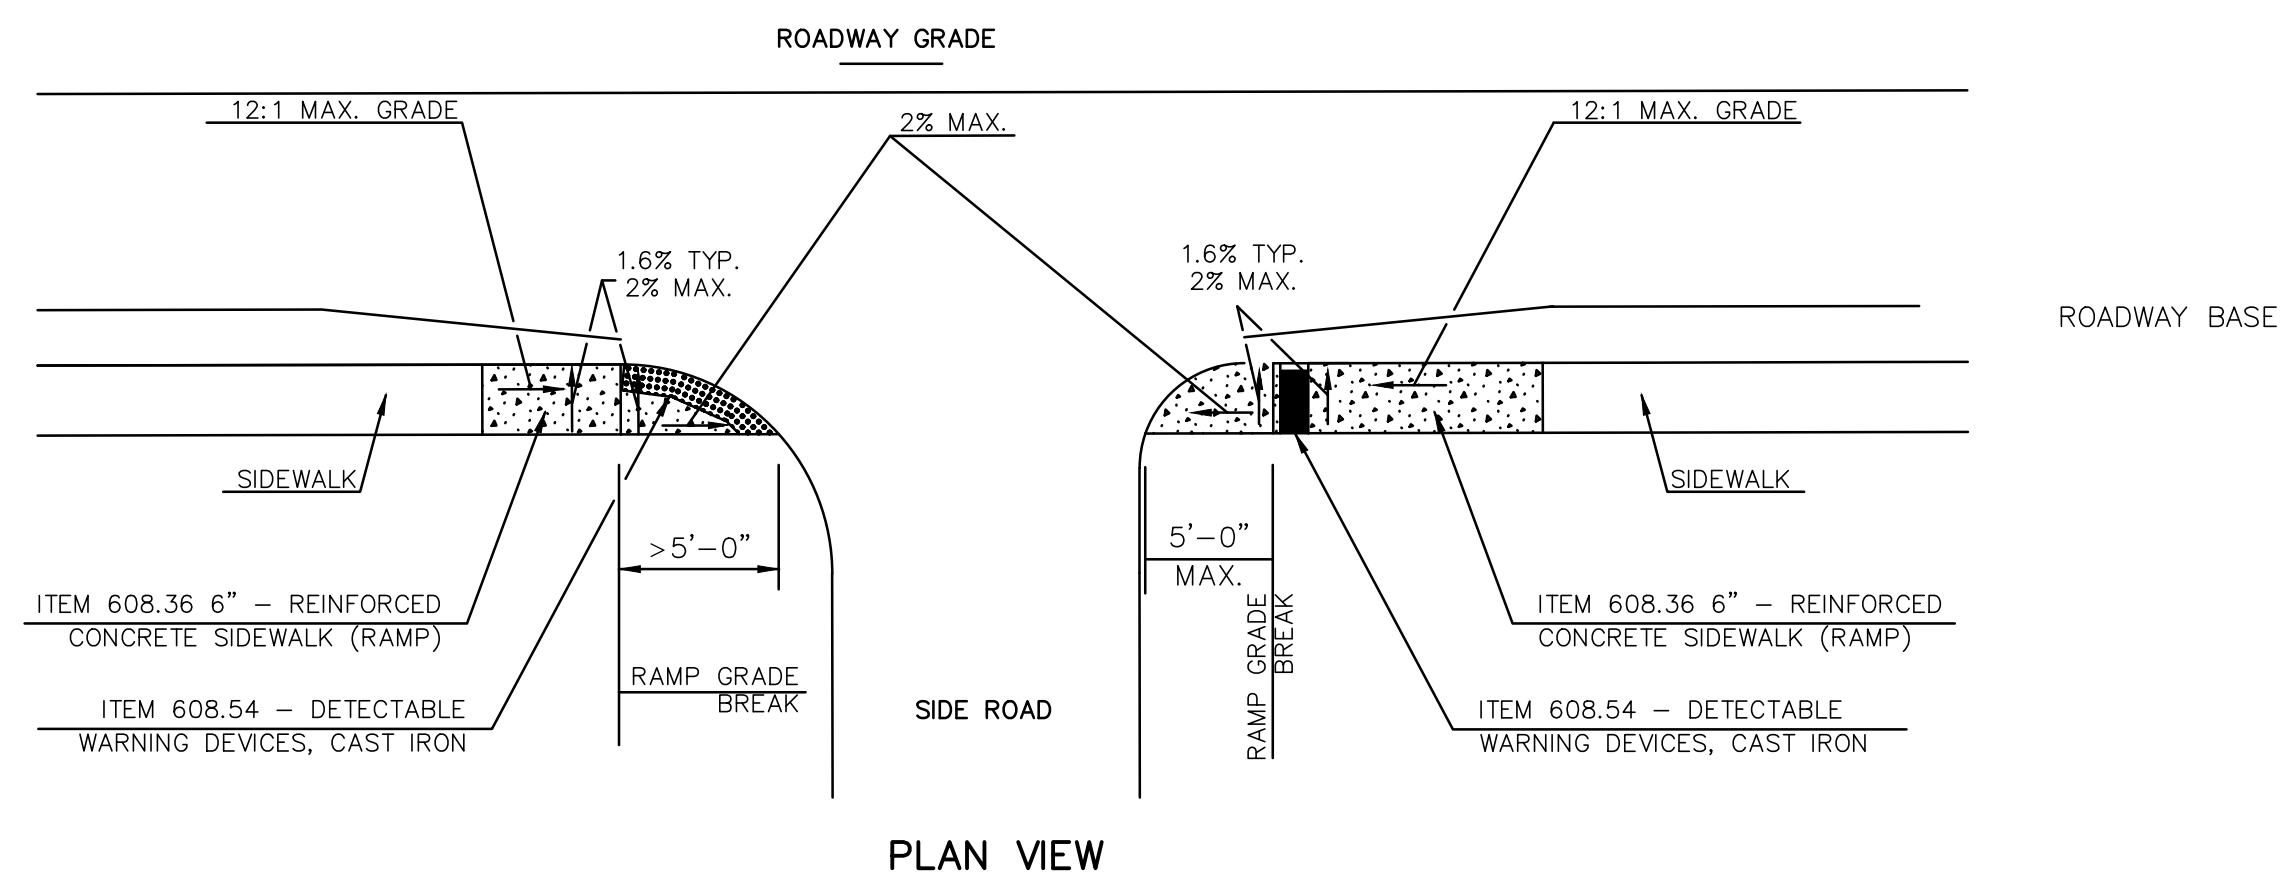 ROADWAY GRADE
12:1 MAX. GRADE
2% MAX.
12:1 MAX. GRADE
1.6% TYP.
2% MAX.
1.6% TYP.
2% MAX.
ROADWAY BASE
SIDEWALK
SIDEWALK
>5'-0"
5'-0"
MAX.
ITEM 608.36 6" - REINFORCED
CONCRETE SIDEWALK (RAMP)
RAMP GRADE
BREAK
ITEM 608.36 6" - REINFORCED
CONCRETE SIDEWALK (RAMP)
RAMP GRADE
BREAK
ITEM 608.54 - DETECTABLE
WARNING DEVICES, CAST IRON
SIDE ROAD
ITEM 608.54 - DETECTABLE
WARNING DEVICES, CAST IRON
PLAN VIEW